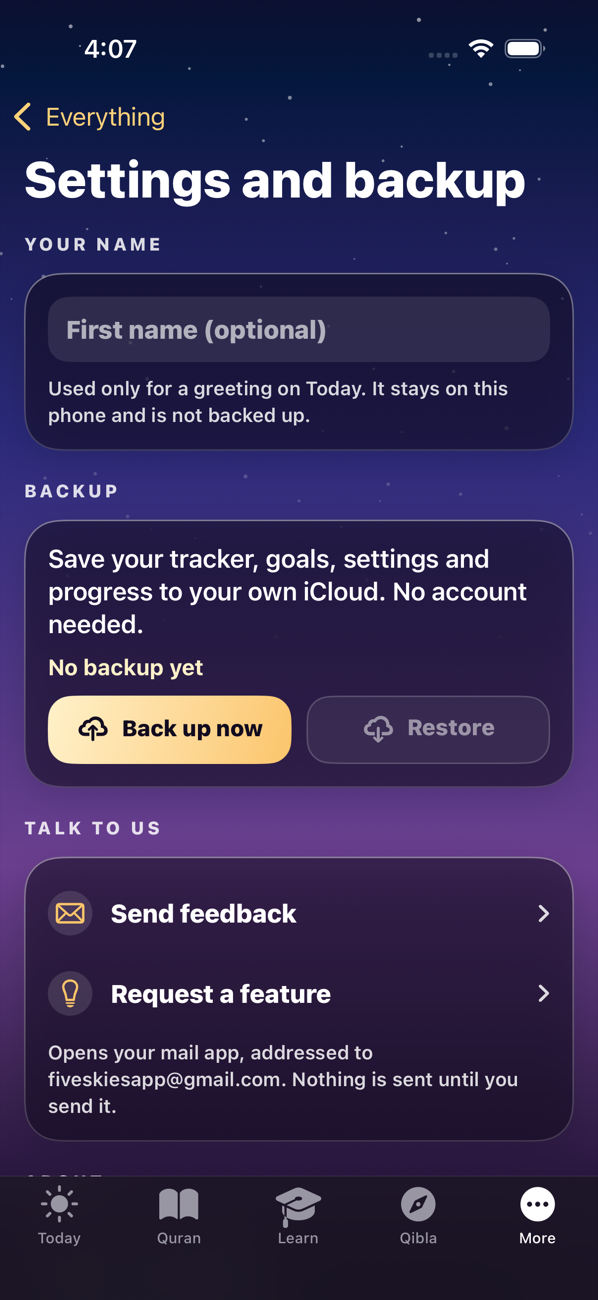 4:07
Everything
Settings and backup
YOUR NAME
First name (optional)
Used only for a greeting on Today. It stays on this
phone and is not backed up.
BACKUP
Save your tracker, goals, settings and
progress to your own iCloud. No account
needed.
No backup yet
Back up now
Restore
TALK TO US
Send feedback
Request a feature
Opens your mail app, addressed to
fiveskiesapp@gmail.com. Nothing is sent until you
send it.
Today
Quran
Learn
Qibla
More